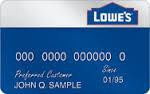 LOWE'S
000 0000 000000 0
Preferred Customer
Since
01/95
JOHN Q. SAMPLE